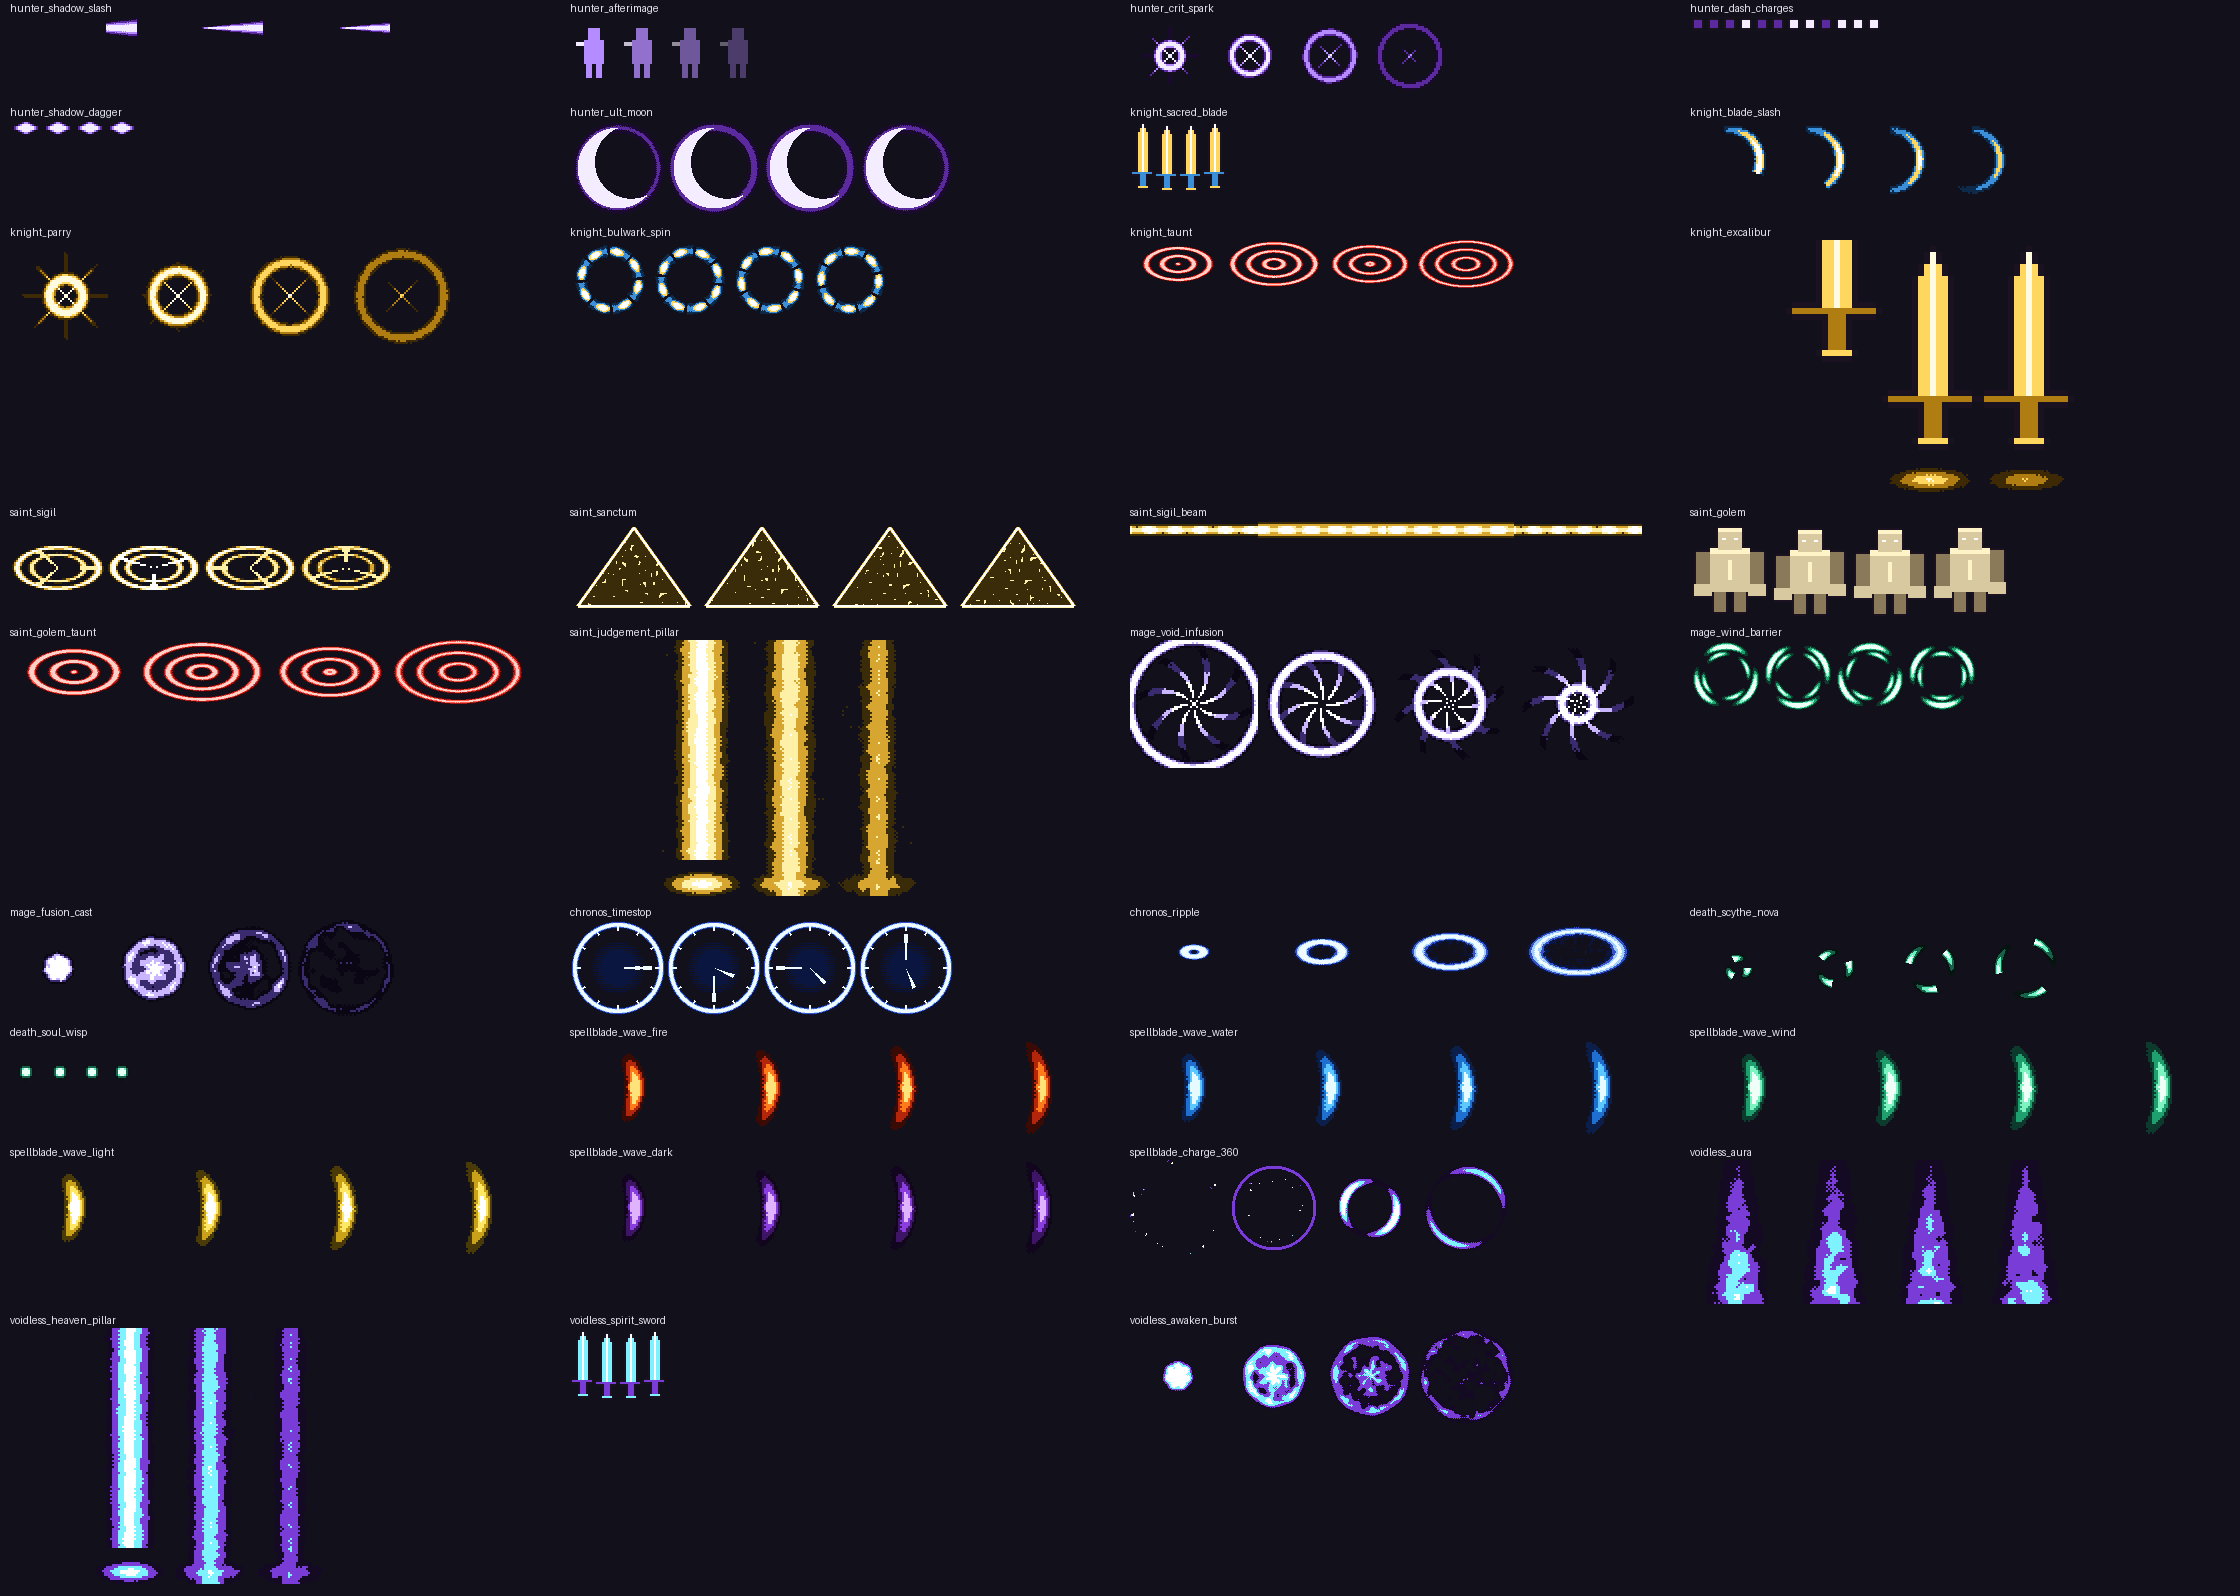 hunter_shadow_slash
hunter_afterimage
hunter_crit_spark
hunter_dash_charges
hunter_shadow_dagger
hunter_ult_moon
knight_sacred_blade
knight_blade_slash
knight_parry
knight_bulwark_spin
knight_taunt
knight_excalibur
saint_sigil
saint_sanctum
saint_sigil_beam
saint_golem
saint_golem_taunt
saint_judgement_pillar
mage_void_infusion
mage_wind_barrier
mage_fusion_cast
chronos_timestop
chronos_ripple
death_scythe_nova
death_soul_wisp
spellblade_wave_fire
spellblade_wave_water
spellblade_wave_wind
spellblade_wave_light
spellblade_wave_dark
spellblade_charge_360
voidless_aura
voidless_heaven_pillar
voidless_spirit_sword
voidless_awaken_burst